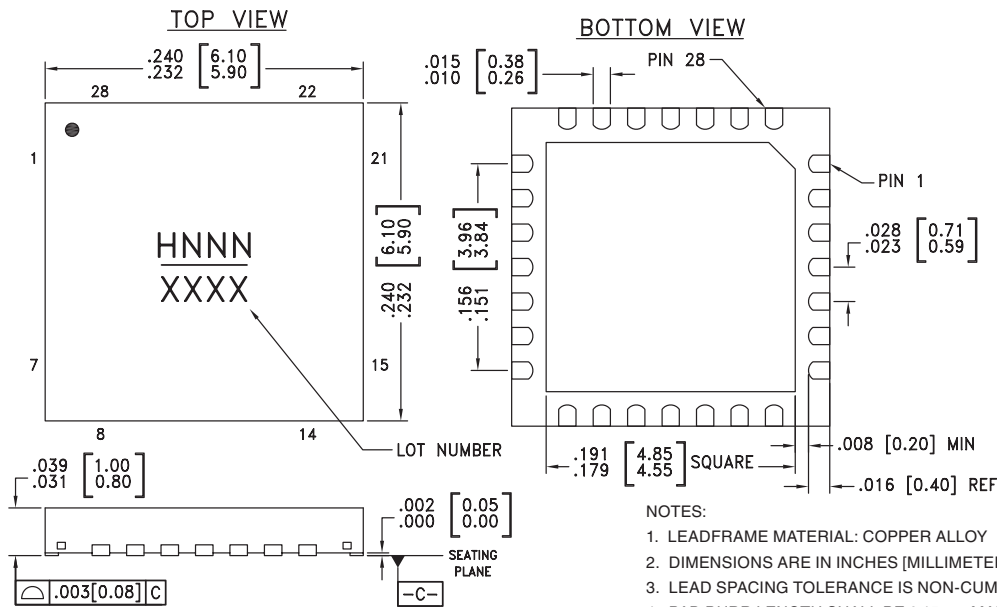 TOP VIEW
.240 [6.10]
.232 [5.90]
28 22
1 21
HNNN
XXXX
7 15
8 14
.240 [6.10]
.232 [5.90]
LOT NUMBER
.039 [1.00]
.031 [0.80]
.002 [0.05]
.000 [0.00]
SEATING
PLANE
.003[0.08] C
-C-
BOTTOM VIEW
.015 [0.38]
.010 [0.26]
PIN 28
PIN 1
.156 [3.96]
.151 [3.84]
.028 [0.71]
.023 [0.59]
.191 [4.85]
.179 [4.55] SQUARE
.008 [0.20] MIN
.016 [0.40] REF
NOTES:
1. LEADFRAME MATERIAL: COPPER ALLOY
2. DIMENSIONS ARE IN INCHES [MILLIMETE
3. LEAD SPACING TOLERANCE IS NON-CUM